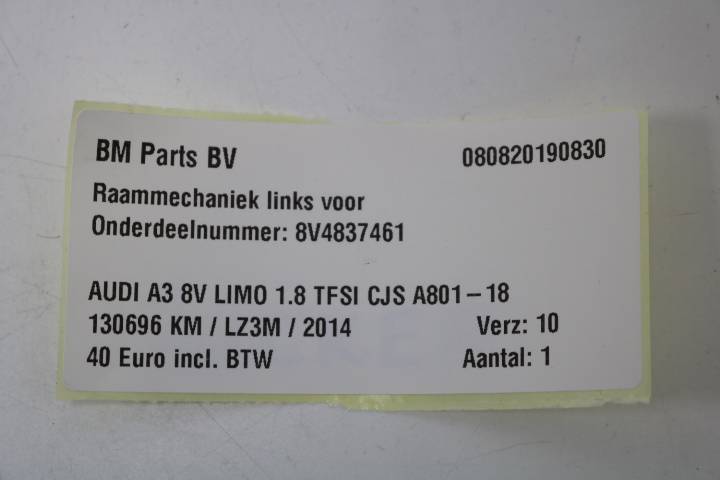 BM Parts BV 080820190830
Raammechaniek links voor
Onderdeelnummer: 8V4837461
AUDI A3 8V LIMO 1.8 TFSI CJS A801-18
130696 KM / LZ3M / 2014 Verz: 10
40 Euro incl. BTW Aantal: 1